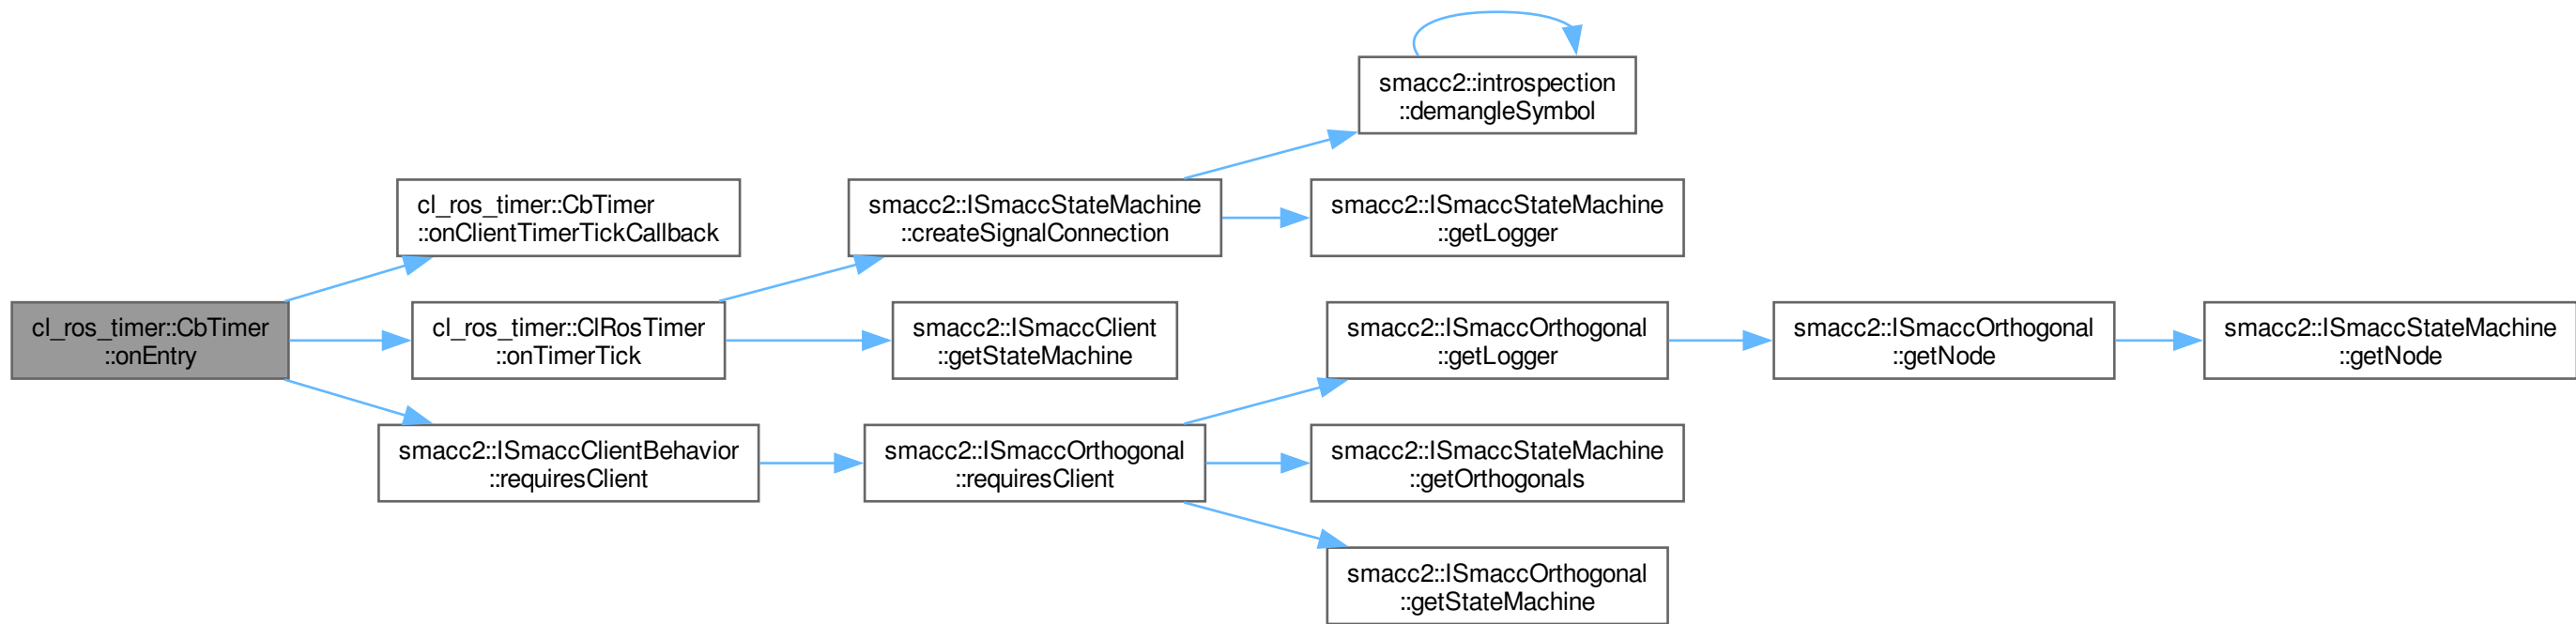 smacc2::introspection
::demangleSymbol
cl_ros_timer::CbTimer
::onClientTimerTickCallback
smacc2::ISmaccStateMachine
::createSignalConnection
smacc2::ISmaccStateMachine
::getLogger
cl_ros_timer::CbTimer
::onEntry
cl_ros_timer::ClRosTimer
::onTimerTick
smacc2::ISmaccClient
::getStateMachine
smacc2::ISmaccOrthogonal
::getLogger
smacc2::ISmaccOrthogonal
::getNode
smacc2::ISmaccStateMachine
::getNode
smacc2::ISmaccClientBehavior
::requiresClient
smacc2::ISmaccOrthogonal
::requiresClient
smacc2::ISmaccStateMachine
::getOrthogonals
smacc2::ISmaccOrthogonal
::getStateMachine